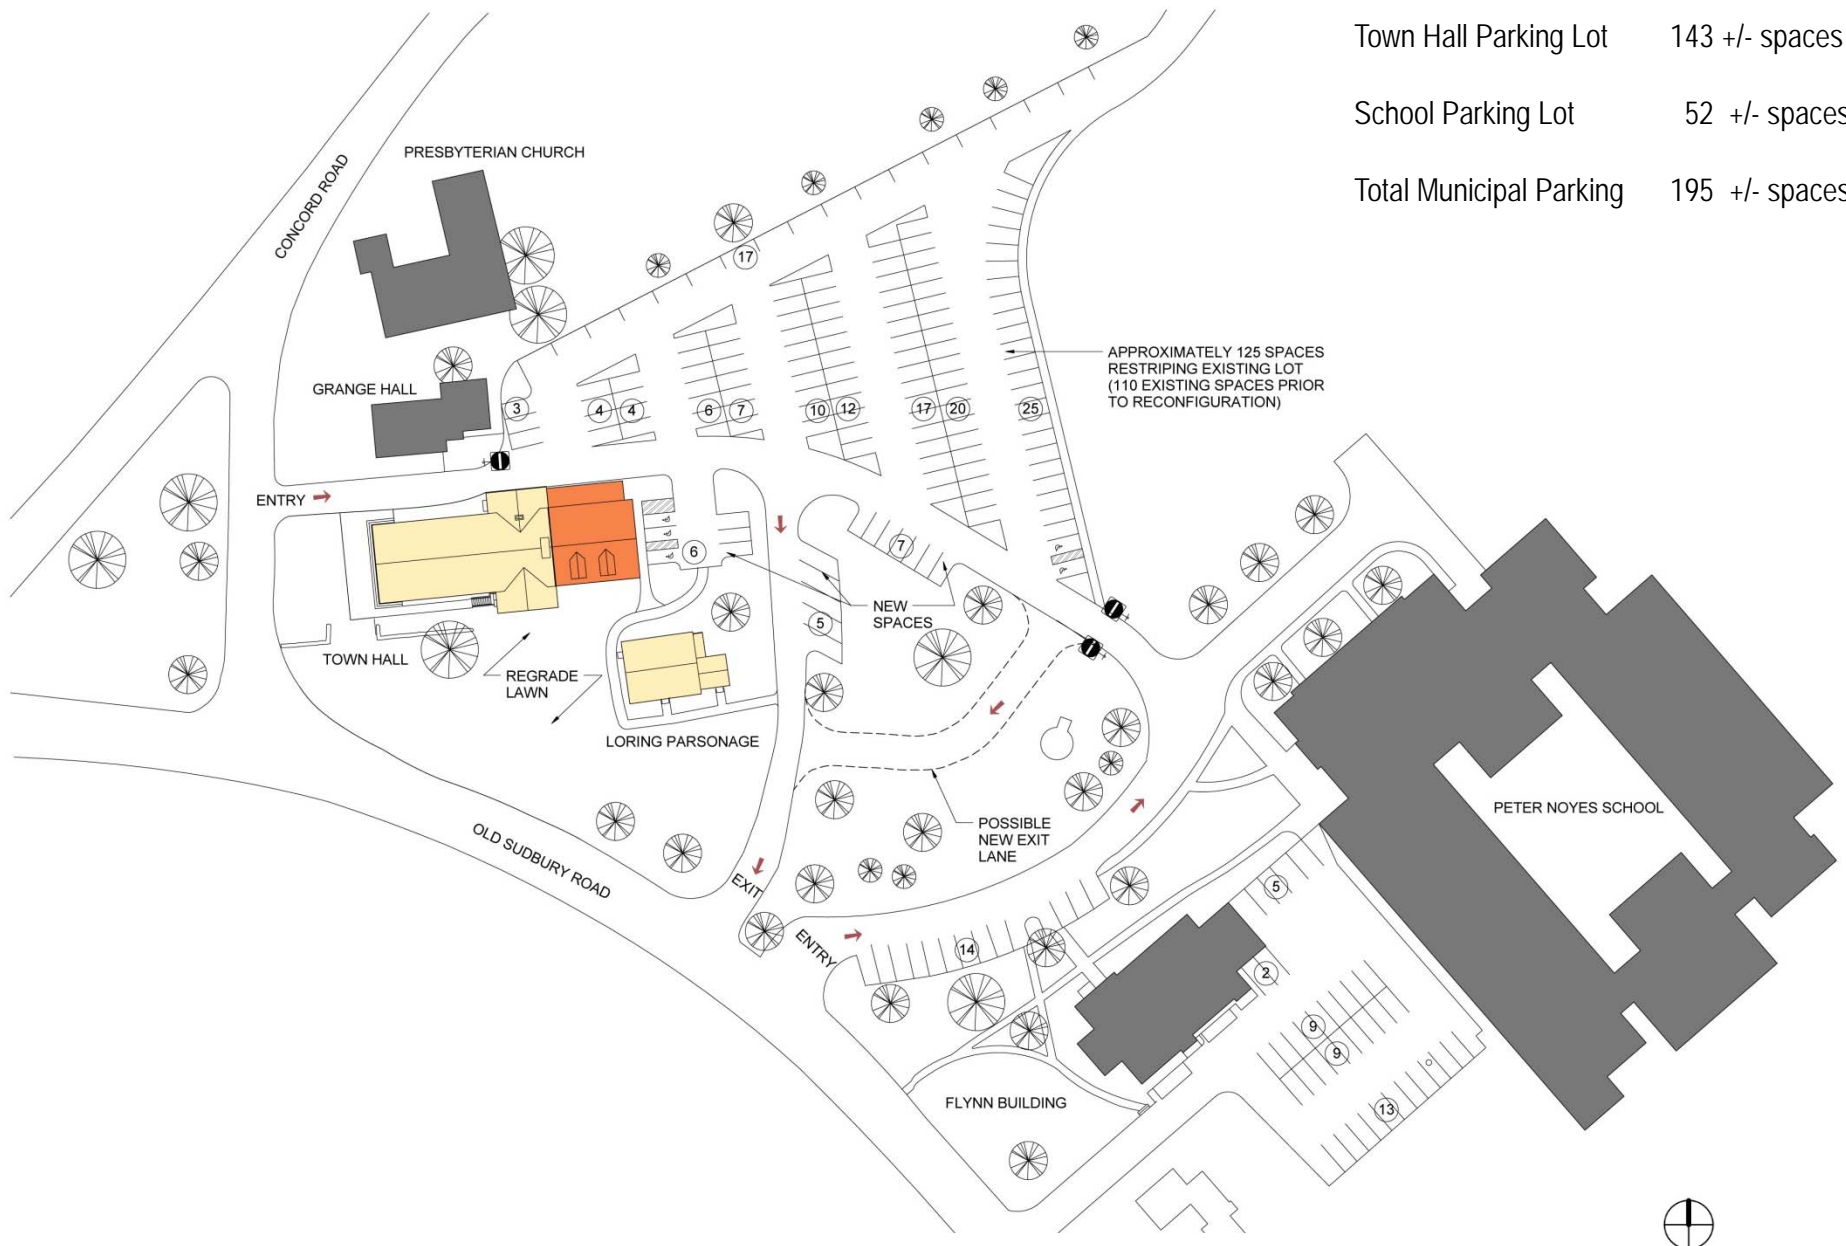 Town Hall Parking Lot 143 +/- spaces
School Parking Lot 52 +/- spaces
Total Municipal Parking 195 +/- spaces
PRESBYTERIAN CHURCH
CONCORD ROAD
17
GRANGE HALL
APPROXIMATELY 125 SPACES
RESTRIPING EXISTING LOT
(110 EXISTING SPACES PRIOR
TO RECONFIGURATION)
3 4 4 6 7 10 12 17 20 25
ENTRY
7
6
NEW
SPACES
5
TOWN HALL
REGRADE
LAWN
LORING PARSONAGE
PETER NOYES SCHOOL
POSSIBLE
NEW EXIT
LANE
OLD SUDBURY ROAD
EXIT
5
ENTRY
14
2
9
9
FLYNN BUILDING
13